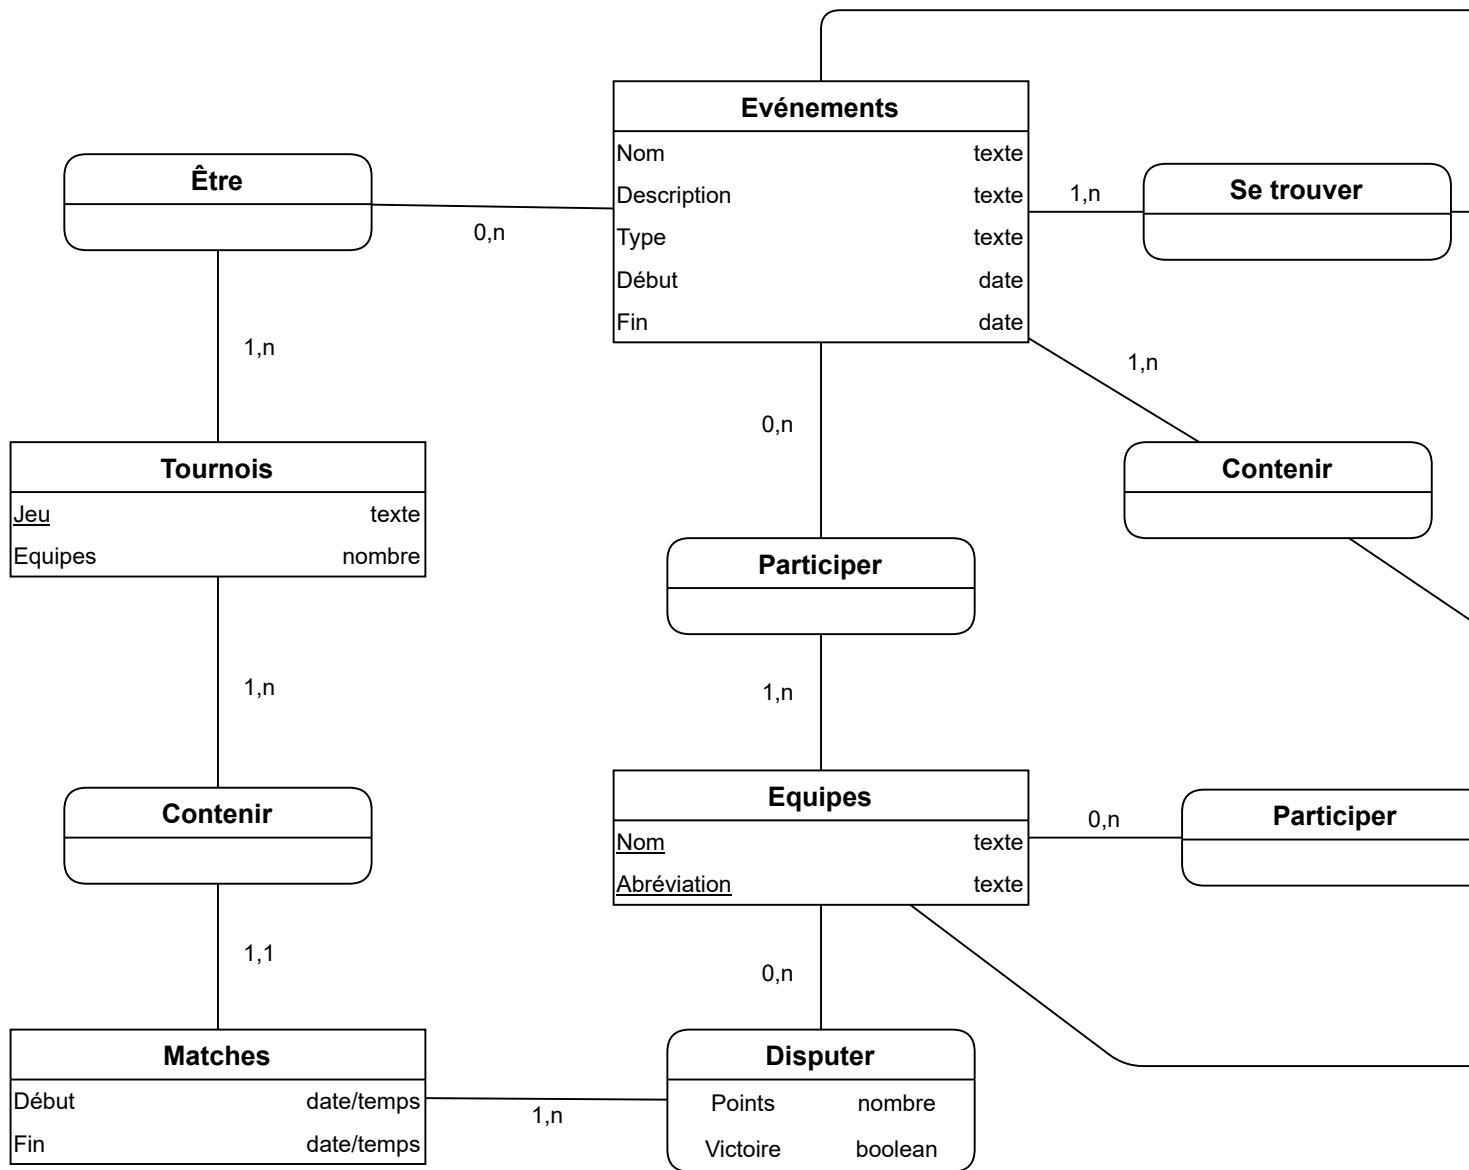 Evénements
Nom texte
Description texte
Type texte
Début date
Fin date
Être
0,n
1,n
Se trouver
1,n
Tournois
Jeu texte
Equipes nombre
0,n
1,n
Contenir
Participer
1,n
1,n
Contenir
Equipes
Nom texte
Abréviation texte
0,n
Participer
1,1
0,n
Matches
Début date/temps
Fin date/temps
1,n
Disputer
Points nombre
Victoire boolean